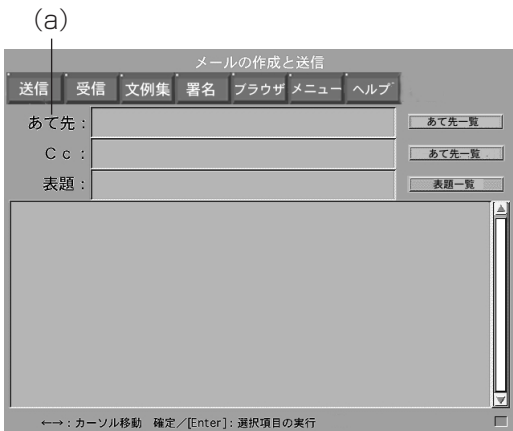 (a)
メールの作成と送信
送信 受信 文例集 署名 ブラウザ メニュー ヘルプ
あて先： あて先一覧
Ｃｃ： あて先一覧
表題： 表題一覧
←→：カーソル移動 確定／[Enter]：選択項目の実行